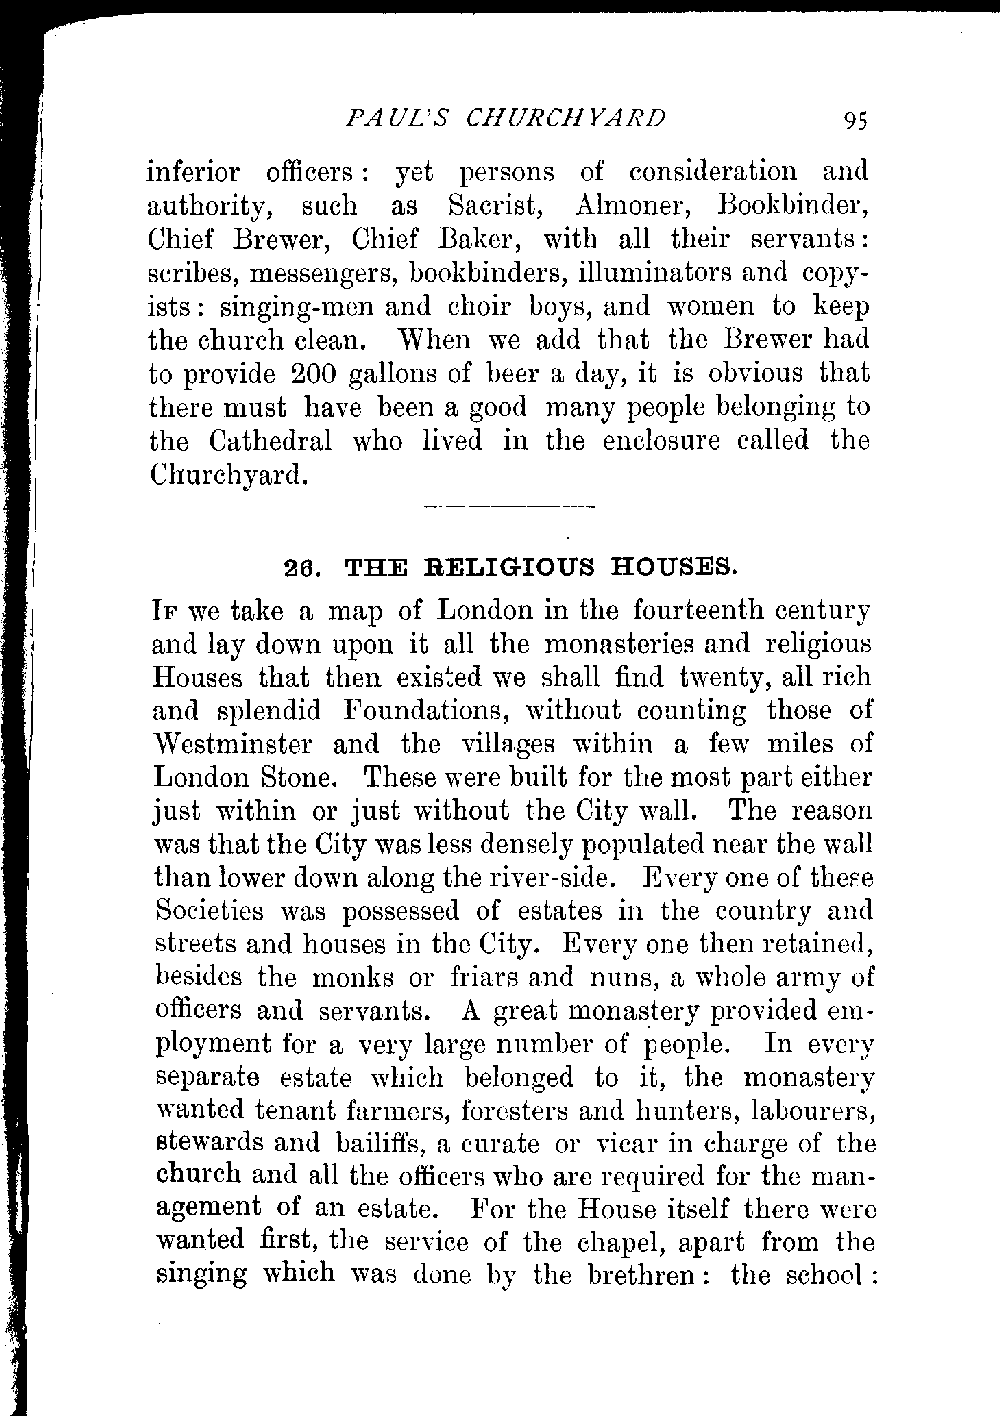 PAUL'S CHURCHYARD 95
inferior officers : yet persons of consideration and
authority, such as Sacrist, Almoner, Bookbinder,
Chief Brewer, Chief Baker, with all their servants :
scribes, messengers, bookbinders, illuminators and copy-
ists : singing-men and choir boys, and women to keep
the church clean. When we add that the Brewer had
to provide 200 gallons of beer a day, it is obvious that
there must have been a good many people belonging to
the Cathedral who lived in the enclosure called the
Churchyard.
26. THE RELIGIOUS HOUSES.
IF we take a map of London in the fourteenth century
and lay down upon it all the monasteries and religious
Houses that then existed we shall find twenty, all rich
and splendid Foundations, without counting those of
Westminster and the villages within a few miles of
London Stone. These were built for the most part either
just within or just without the City wall. The reason
was that the City was less densely populated near the wall
than lower down along the river-side. Every one of these
Societies was possessed of estates in the country and
streets and houses in the City. Every one then retained,
besides the monks or friars and nuns, a whole army of
officers and servants. A great monastery provided em-
ployment for a very large number of people. In every
separate estate which belonged to it, the monastery
wanted tenant farmers, foresters and hunters, labourers,
stewards and bailiffs, a curate or vicar in charge of the
church and all the officers who are required for the man-
agement of an estate. For the House itself there were
wanted first, the service of the chapel, apart from the
singing which was done by the brethren : the school :